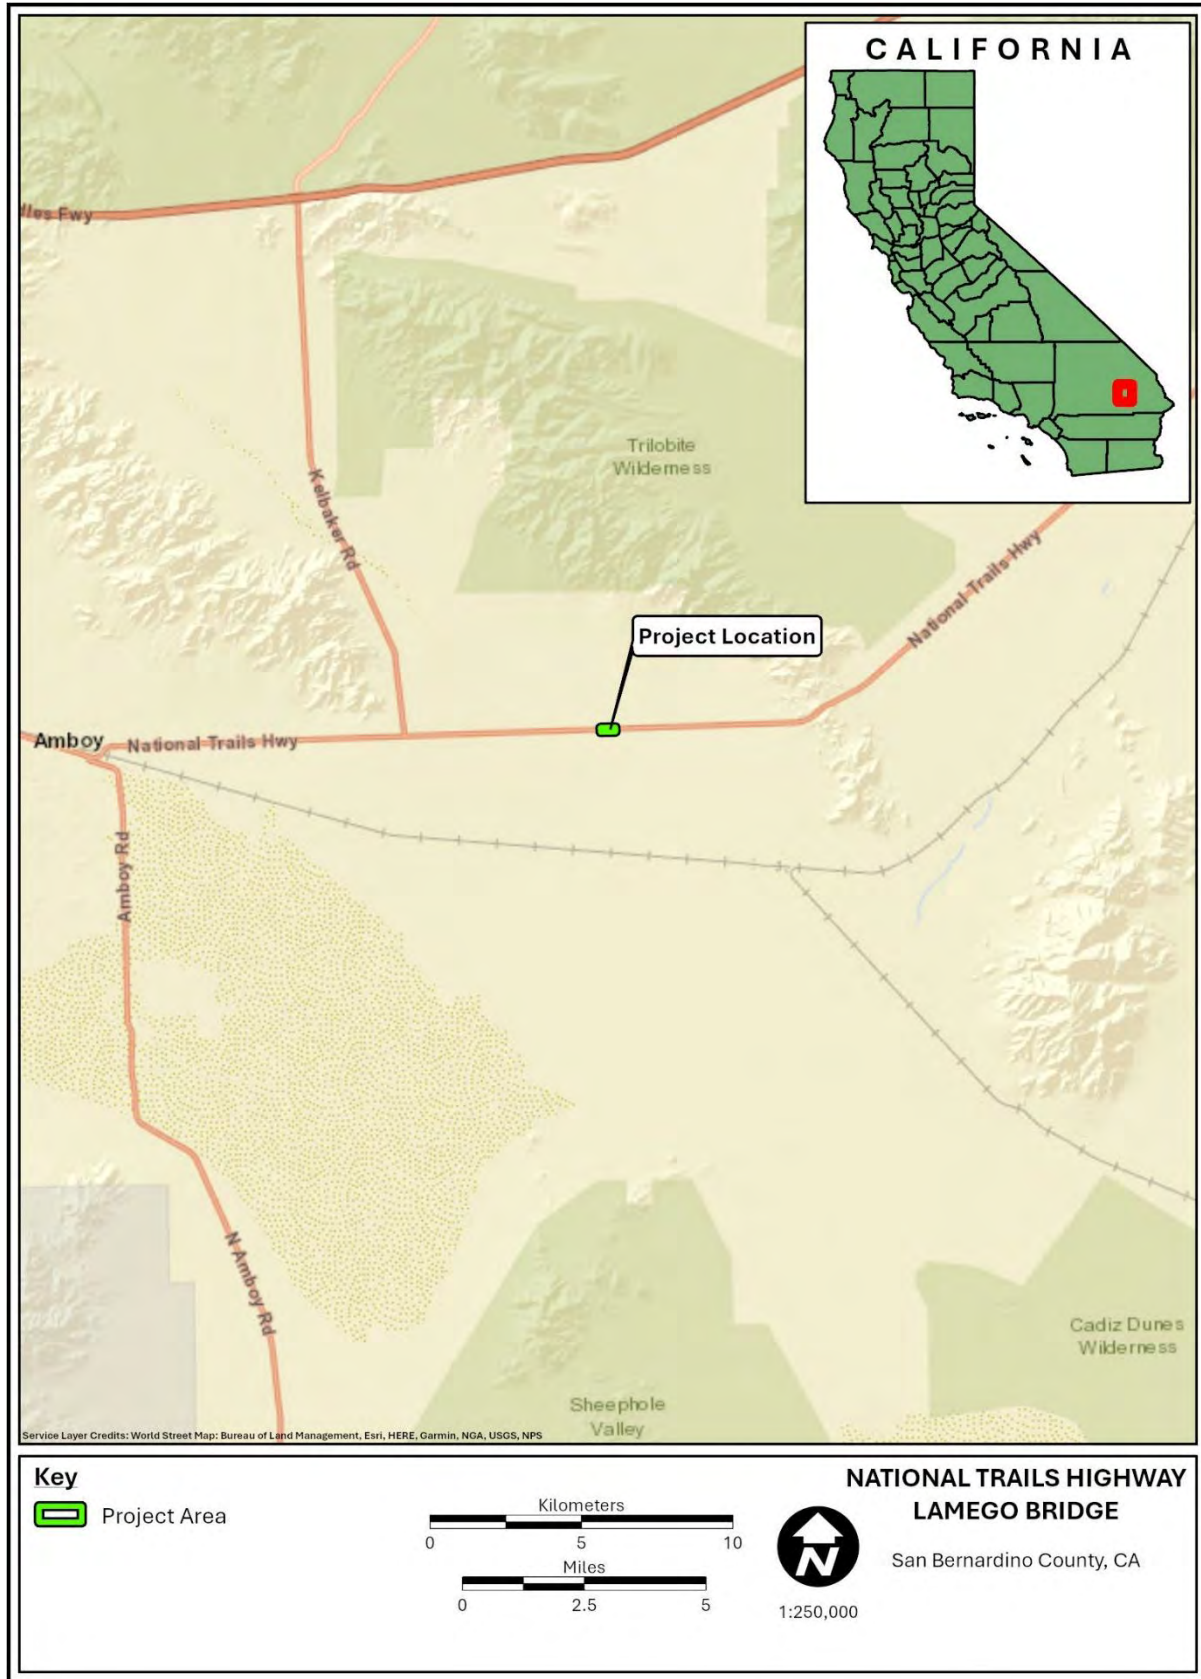 CALIFORNIA
dles Fwy
Trilobite
Wilderness
Kelbaker Rd
National Trails Hwy
Project Location
Amboy
National Trails Hwy
Amboy Rd
N Amboy Rd
Cadiz Dunes
Wilderness
Sheephole
Valley
Service Layer Credits: World Street Map: Bureau of Land Management, Esri, HERE, Garmin, NGA, USGS, NPS
Key
Project Area
Kilometers
0 5 10
Miles
0 2.5 5
N
1:250,000
NATIONAL TRAILS HIGHWAY
LAMEGO BRIDGE
San Bernardino County, CA